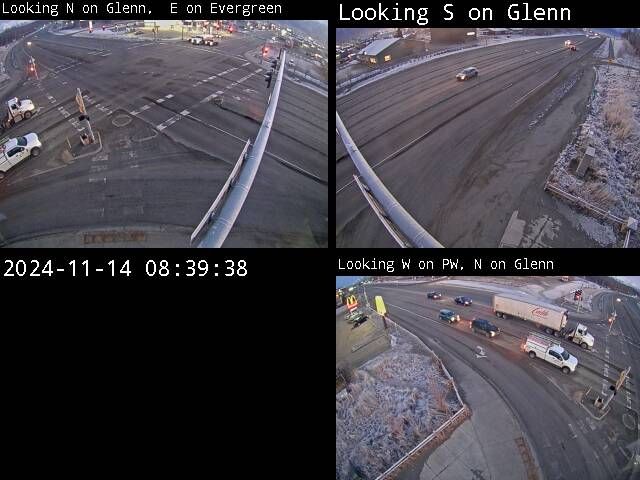 Looking N on Glenn,  E on Evergreen
Looking S on Glenn
2024-11-14 08:39:38
Looking W on PW, N on Glenn